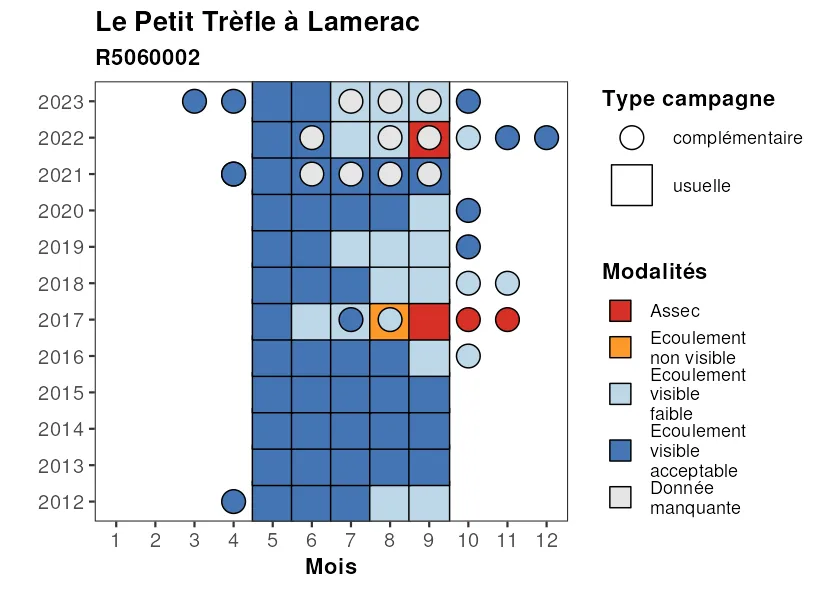 Le Petit Trèfle à Lamerac
R5060002
2023
2022
2021
2020
2019
2018
2017
2016
2015
2014
2013
2012
1 2 3 4 5 6 7 8 9 10 11 12
Mois
Type campagne
complémentaire
usuelle
Modalités
Assec
Ecoulement
non visible
Ecoulement
visible
faible
Ecoulement
visible
acceptable
Donnée
manquante